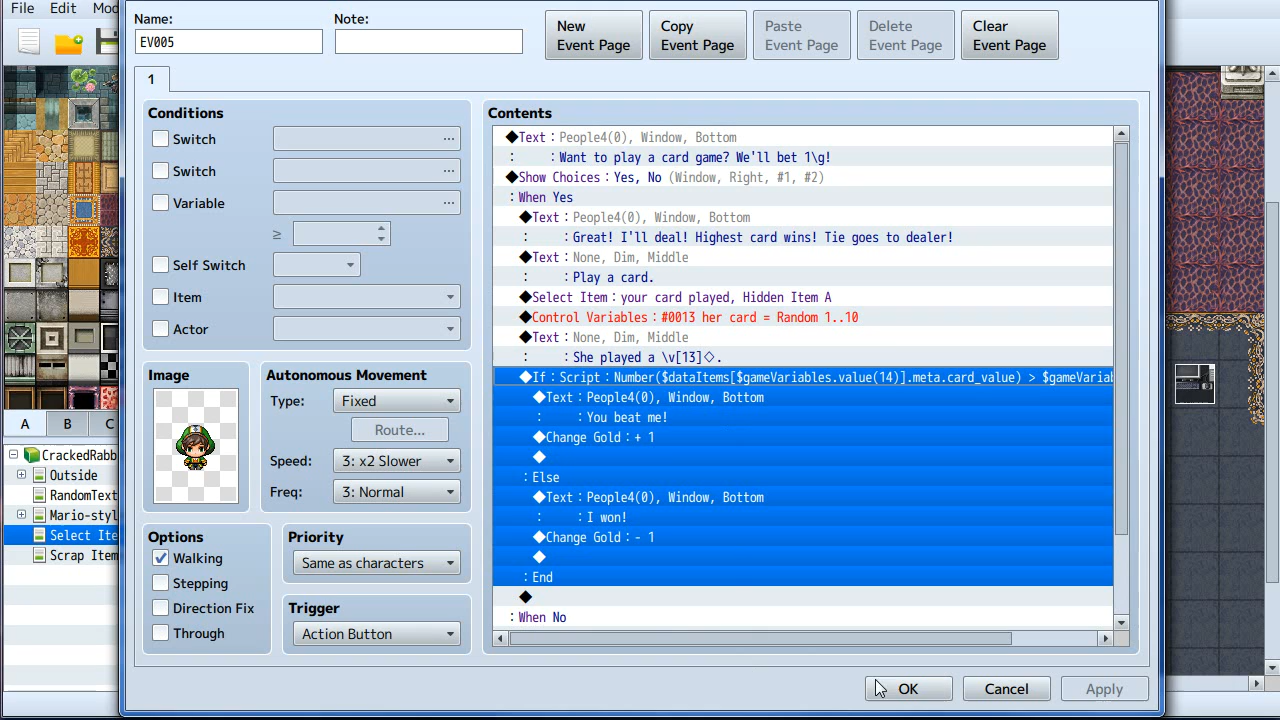 File Edit Mo
Name:
Note:
EV005
New
Event Page
Copy
Event Page
Paste
Event Page
Delete
Event Page
Clear
Event Page
1
Conditions
Switch ...
Switch ...
Variable ...
≥
Self Switch
Item
Actor
Image
Autonomous Movement
Type: Fixed
Route...
Speed: 3: x2 Slower
Freq: 3: Normal
Options
Walking
Stepping
Direction Fix
Through
Priority
Same as characters
Trigger
Action Button
Contents
◆Text：People4(0), Window, Bottom
：　：Want to play a card game? We'll bet 1\g!
◆Show Choices：Yes, No (Window, Right, #1, #2)
：When Yes
◆Text：People4(0), Window, Bottom
：　：Great! I'll deal! Highest card wins! Tie goes to dealer!
◆Text：None, Dim, Middle
：　：Play a card.
◆Select Item：your card played, Hidden Item A
◆Control Variables：#0013 her card = Random 1..10
◆Text：None, Dim, Middle
：　：She played a \v[13]◇.
◆If：Script：Number($dataItems[$gameVariables.value(14)].meta.card_value) > $gameVariab
◆Text：People4(0), Window, Bottom
：　：You beat me!
◆Change Gold：+ 1
◆
：Else
◆Text：People4(0), Window, Bottom
：　：I won!
◆Change Gold：- 1
◆
：End
◆
：When No
OK
Cancel
Apply
A B C
CrackedRabb
Outside
RandomText
Mario-styl
Select Ite
Scrap Item